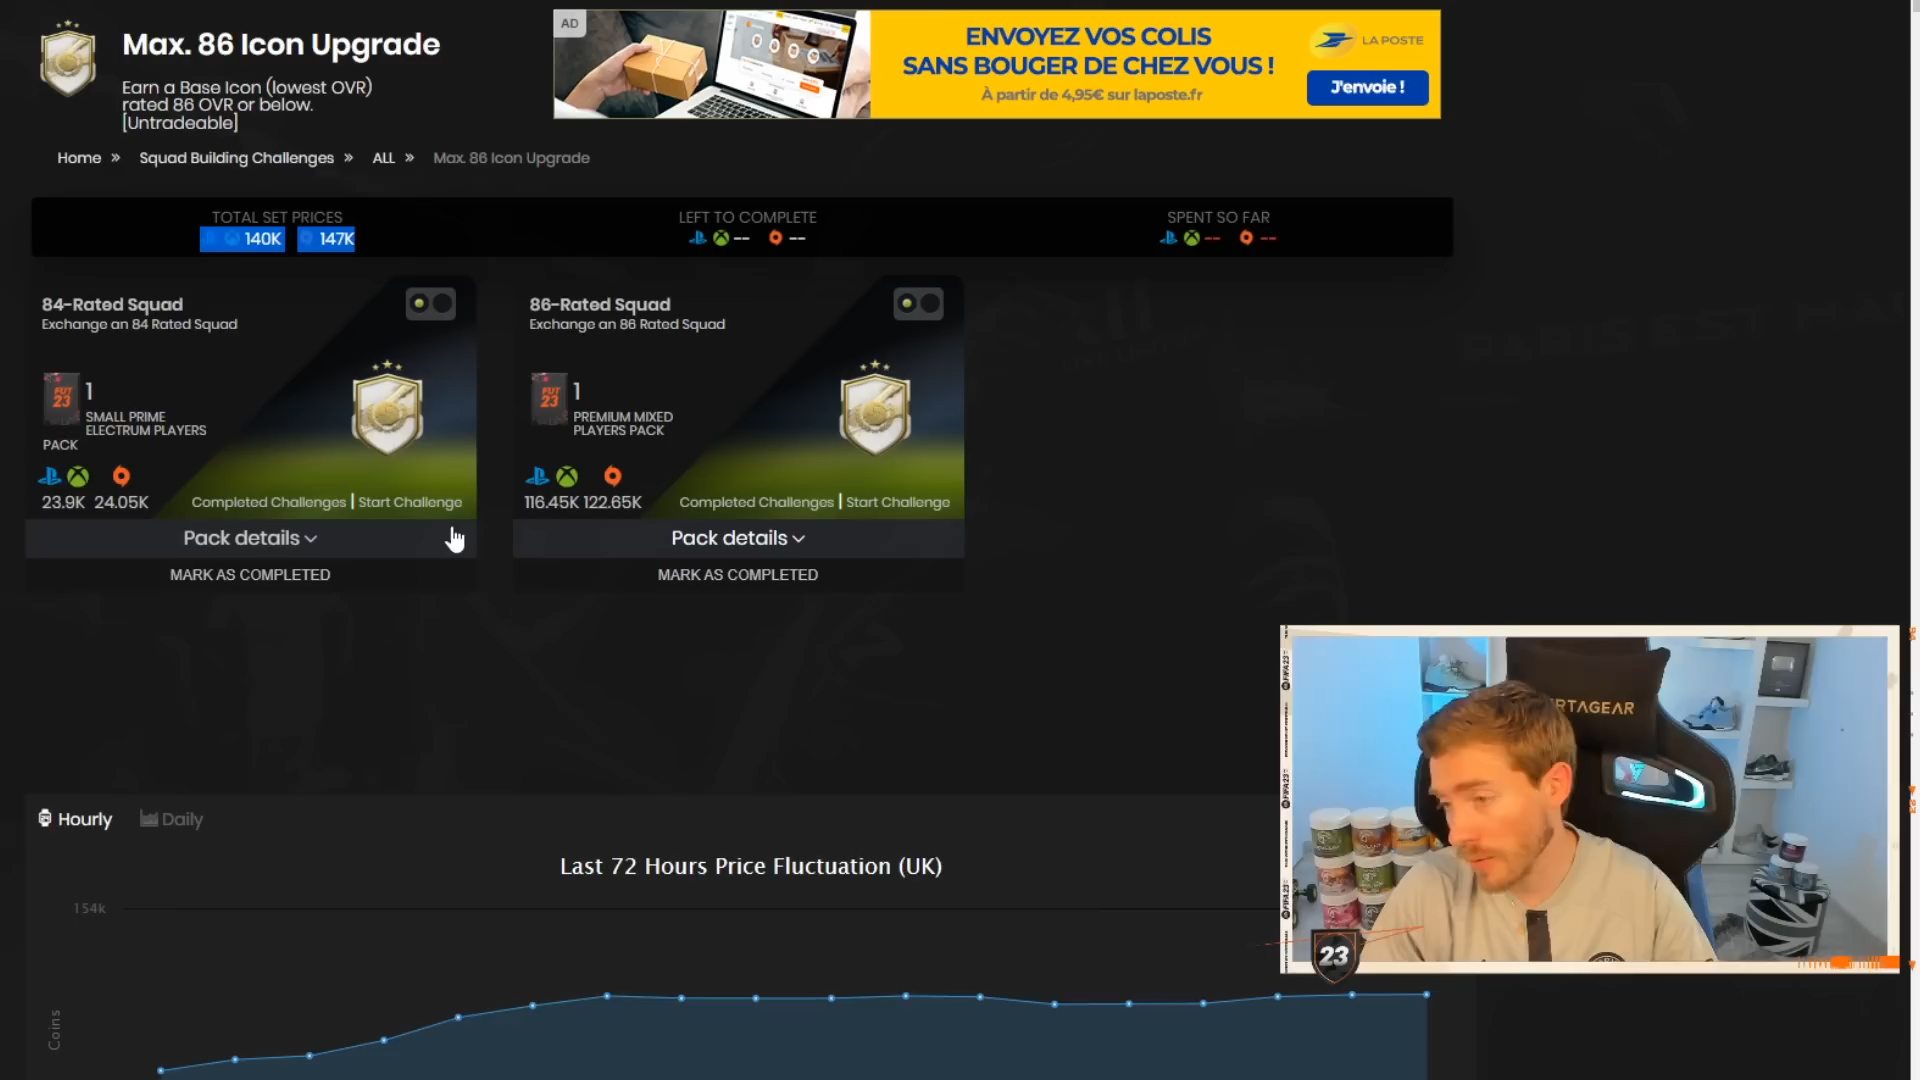 Max. 86 Icon Upgrade
Earn a Base Icon (lowest OVR)
rated 86 OVR or below.
[Untradeable]
AD
ENVOYEZ VOS COLIS
SANS BOUGER DE CHEZ VOUS !
À partir de 4,95€ sur laposte.fr
LA POSTE
J'envoie !
Home » Squad Building Challenges » ALL » Max. 86 Icon Upgrade
TOTAL SET PRICES
140K 147K
LEFT TO COMPLETE
-- --
SPENT SO FAR
-- --
84-Rated Squad
Exchange an 84 Rated Squad
FUT
23
1
SMALL PRIME
ELECTRUM PLAYERS
PACK
23.9K 24.05K
Completed Challenges | Start Challenge
Pack details
MARK AS COMPLETED
86-Rated Squad
Exchange an 86 Rated Squad
FUT
23
1
PREMIUM MIXED
PLAYERS PACK
116.45K 122.65K
Completed Challenges | Start Challenge
Pack details
MARK AS COMPLETED
Hourly Daily
Last 72 Hours Price Fluctuation (UK)
154k
Coins
RTAGEAR
23